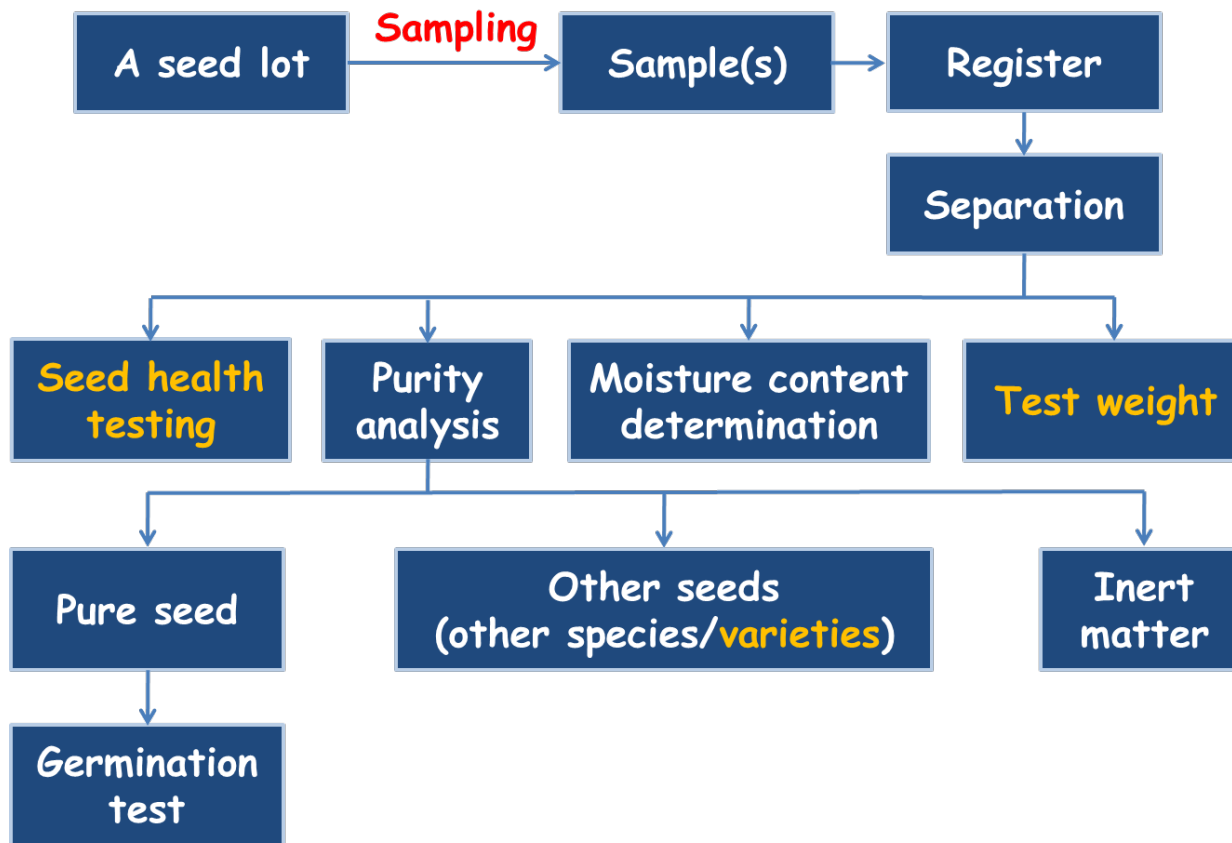 Sampling
A seed lot
Sample(s)
Register
Separation
Seed health
testing
Purity
analysis
Moisture content
determination
Test weight
Pure seed
Other seeds
(other species/varieties)
Inert
matter
Germination
test